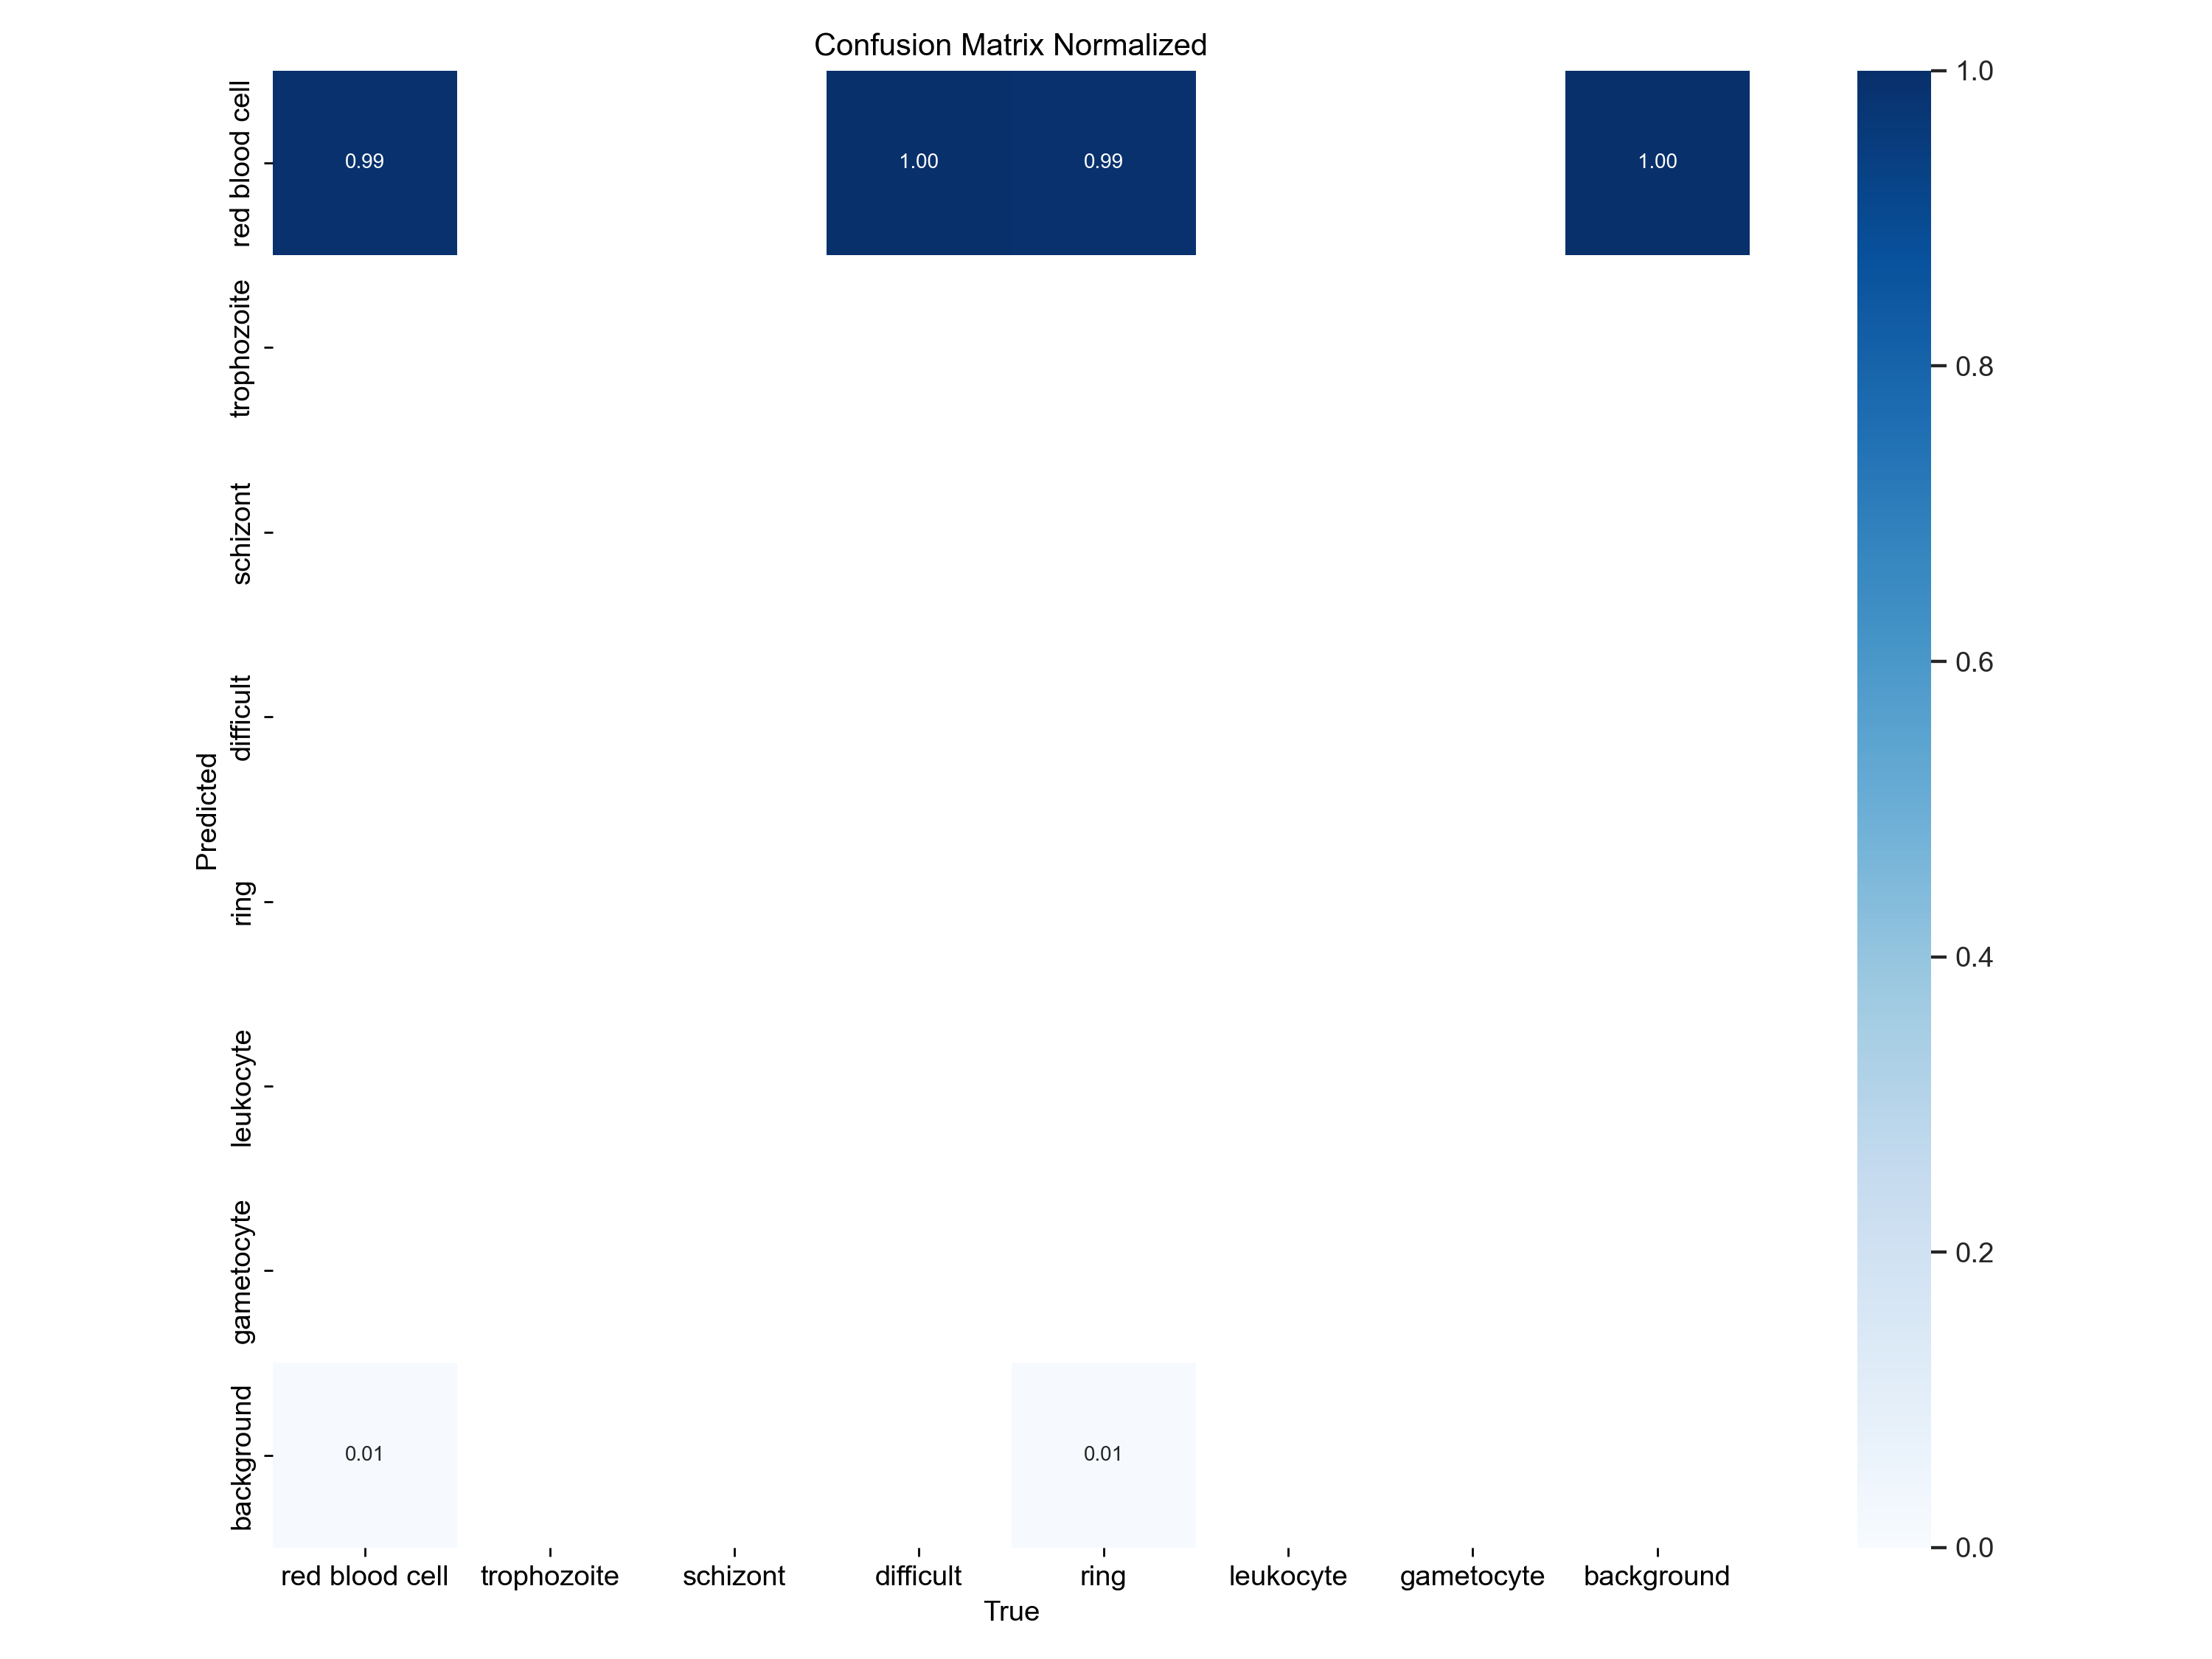 Confusion Matrix Normalized
red blood cell
trophozoite
schizont
difficult
ring
leukocyte
gametocyte
background
Predicted
0.99
1.00
0.99
1.00
0.01
0.01
red blood cell
trophozoite
schizont
difficult
ring
leukocyte
gametocyte
background
True
1.0
0.8
0.6
0.4
0.2
0.0